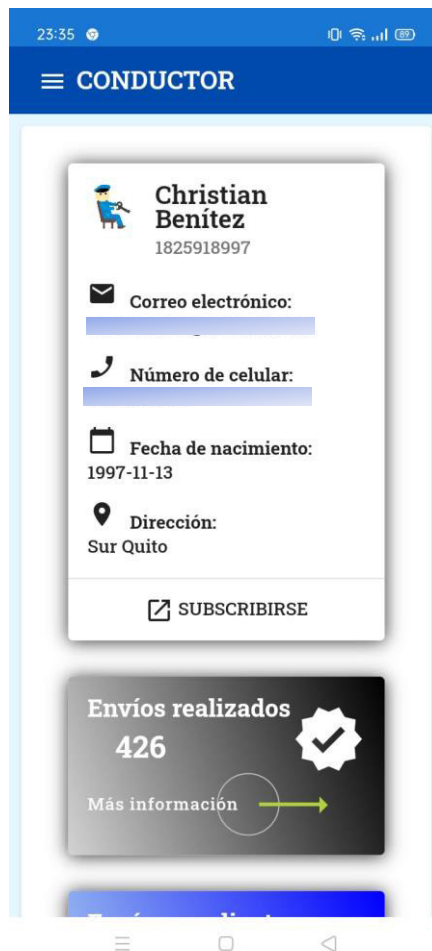 23:35
89
CONDUCTOR
Christian
Benítez
1825918997
Correo electrónico:
Número de celular:
Fecha de nacimiento:
1997-11-13
Dirección:
Sur Quito
SUBSCRIBIRSE
Envíos realizados
426
Más información